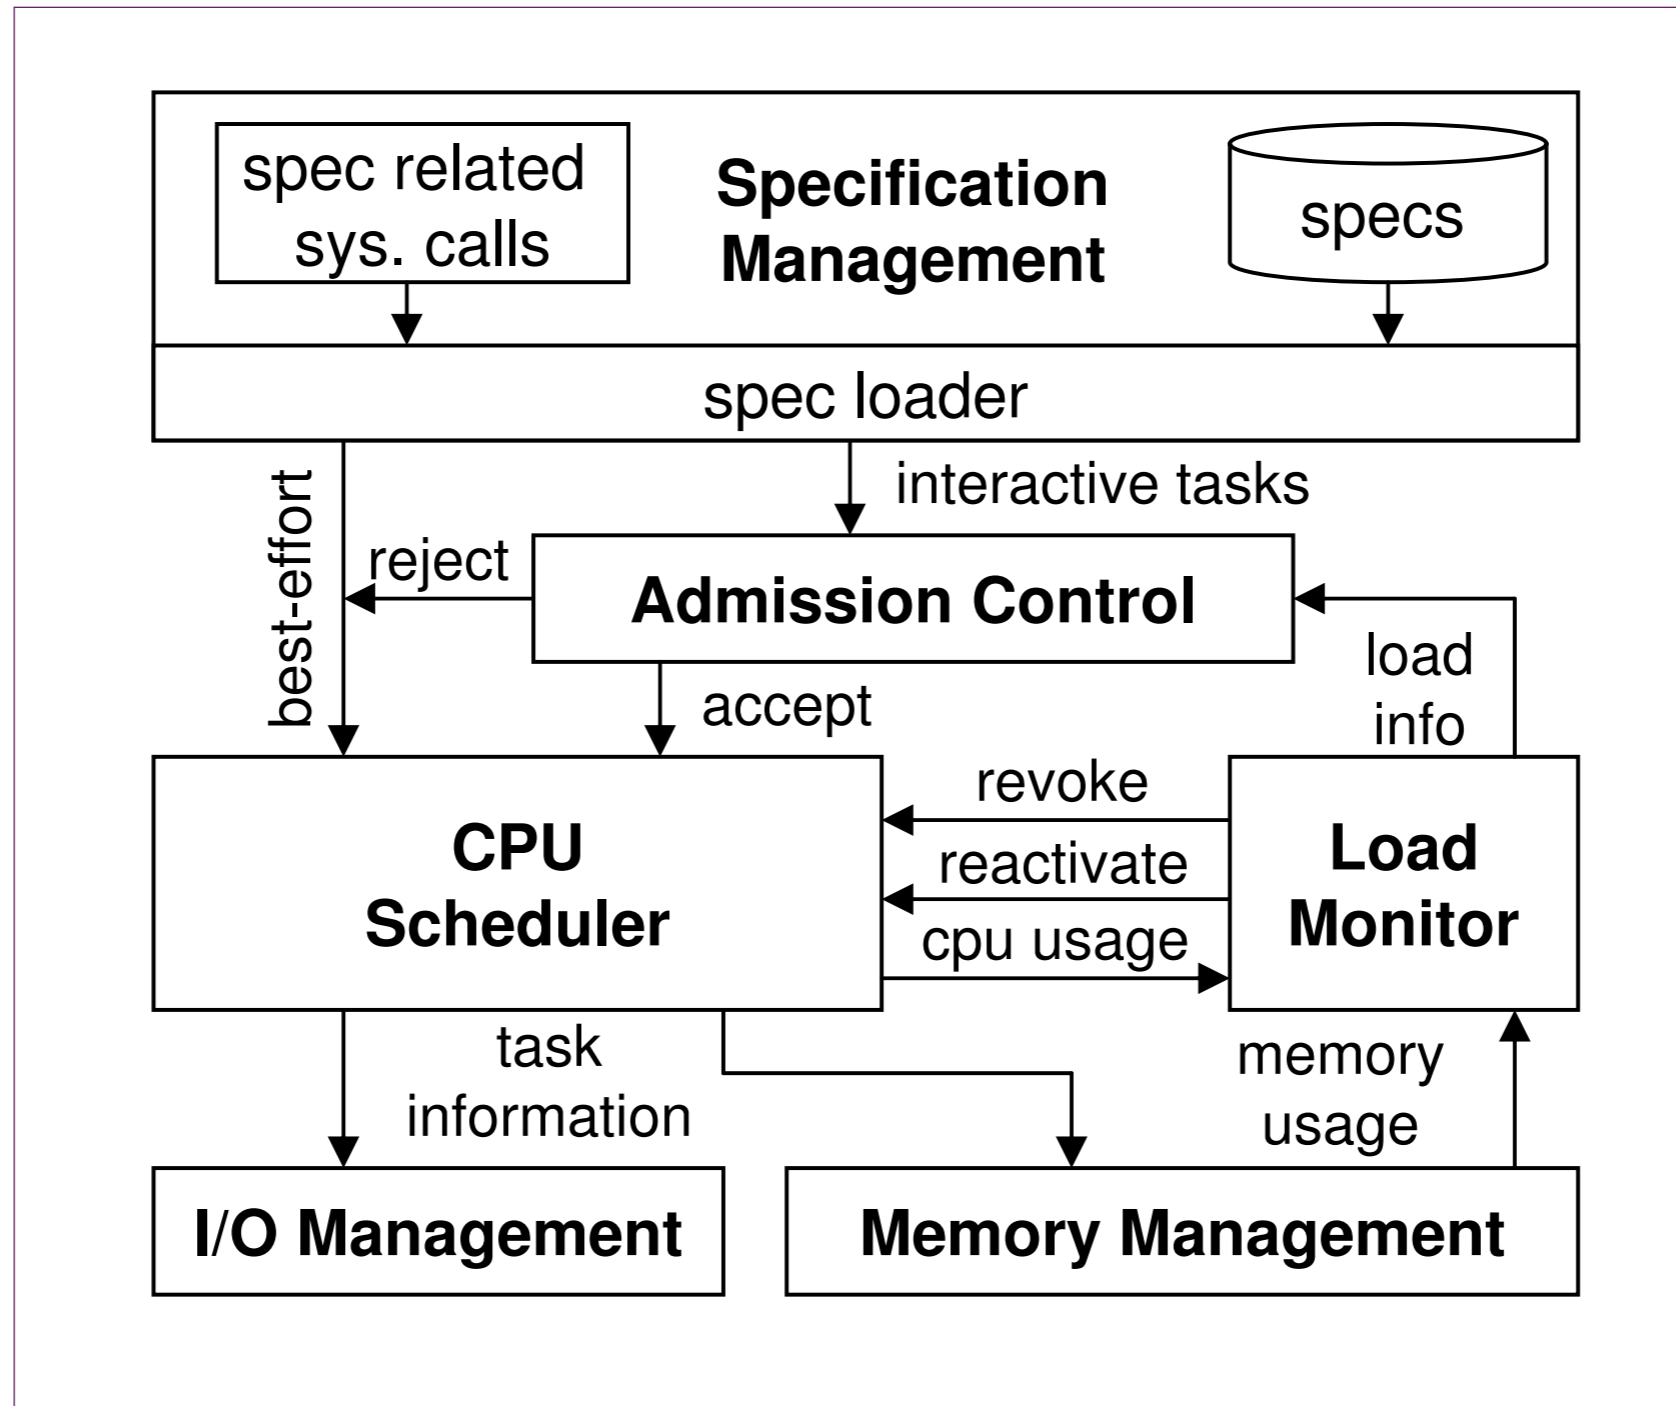 spec related
sys. calls
Specification
Management
specs
spec loader
best-effort
interactive tasks
reject
Admission Control
load
info
accept
CPU
Scheduler
revoke
reactivate
cpu usage
Load
Monitor
task
information
memory
usage
I/O Management
Memory Management